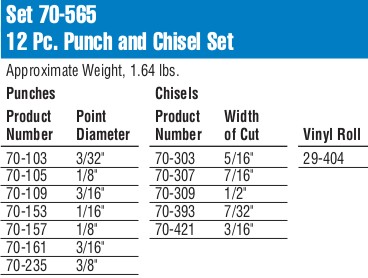 Set 70-565
12 Pc. Punch and Chisel Set
Approximate Weight, 1.64 lbs.
Punches Chisels
Product Point Product Width
Number Diameter Number of Cut Vinyl Roll
70-103 3/32" 70-303 5/16" 29-404
70-105 1/8" 70-307 7/16"
70-109 3/16" 70-309 1/2"
70-153 1/16" 70-393 7/32"
70-157 1/8" 70-421 3/16"
70-161 3/16"
70-235 3/8"